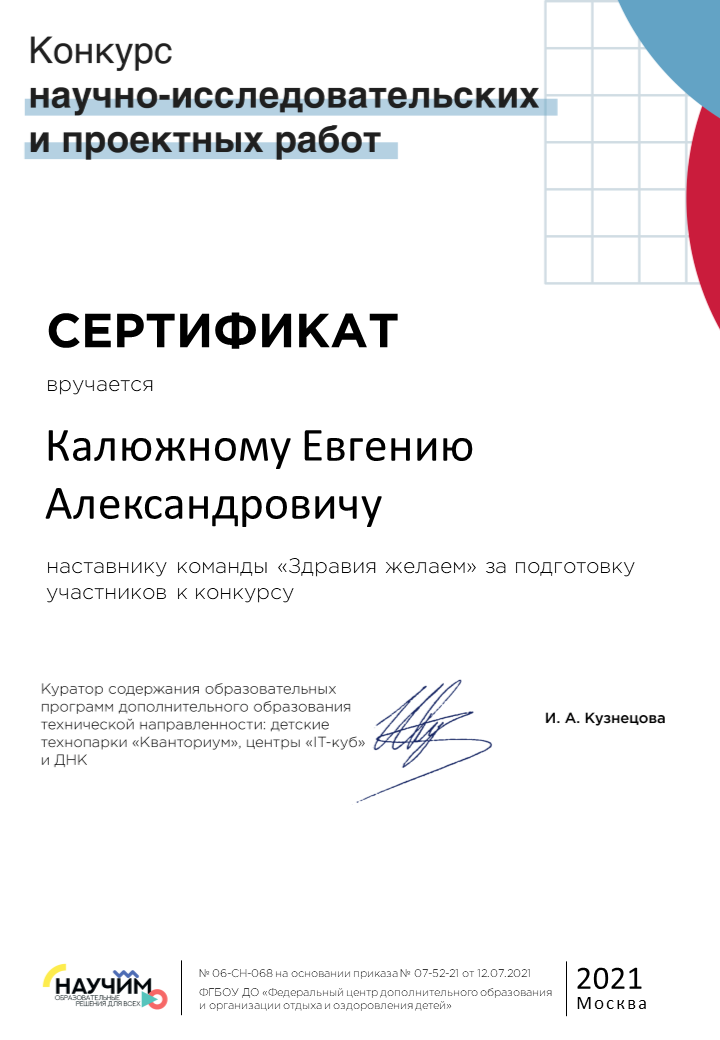 Конкурс
научно-исследовательских
и проектных работ
СЕРТИФИКАТ
вручается
Калюжному Евгению
Александровичу
наставнику команды «Здравия желаем» за подготовку
участников к конкурсу
Куратор содержания образовательных
программ дополнительного образования
технической направленности: детские
технопарки «Кванториум», центры «IT-куб»
и ДНК
И. А. Кузнецова
НАУЧИМ
ОБРАЗОВАТЕЛЬНЫЕ
РЕШЕНИЯ ДЛЯ ВСЕХ
№ 06-СН-068 на основании приказа № 07-52-21 от 12.07.2021
ФГБОУ ДО «Федеральный центр дополнительного образования
и организации отдыха и оздоровления детей»
2021
Москва